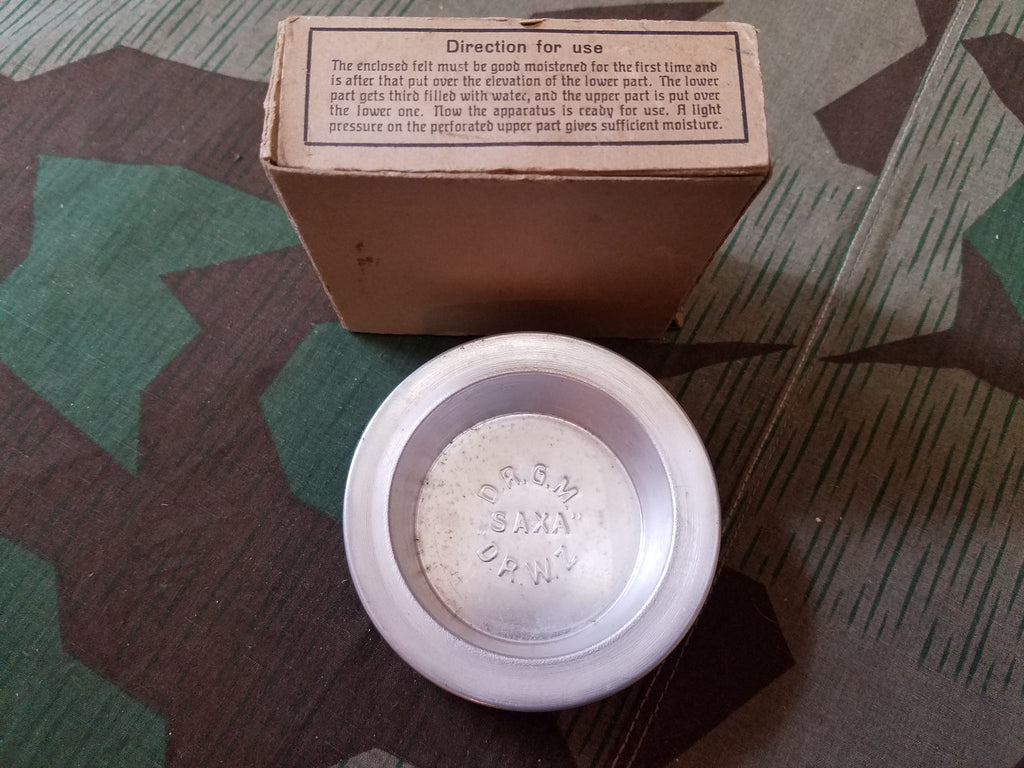 Direction for use
The enclosed felt must be good moistened for the first time and
is after that put over the elevation of the lower part. The lower
part gets third filled with water, and the upper part is put over
the lower one. Now the apparatus is ready for use. A light
pressure on the perforated upper part gives sufficient moisture.
D.R.G.M.
„SAXA”
D.R.W.Z